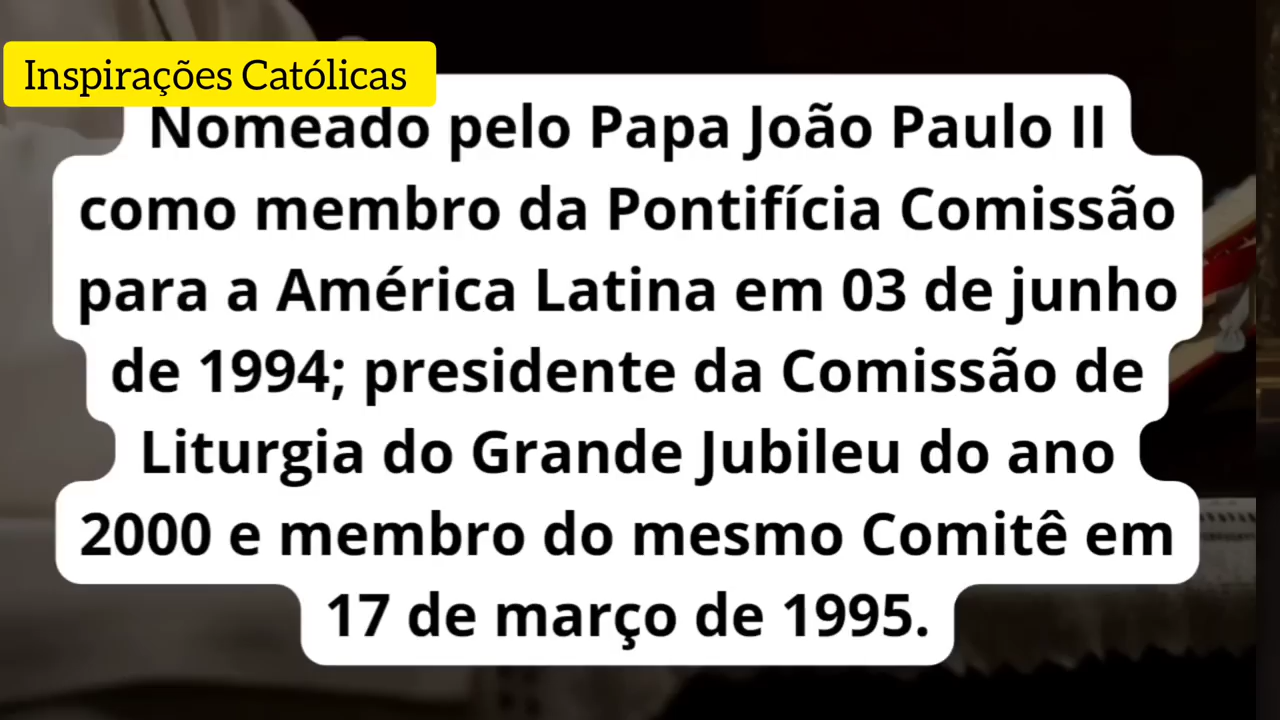 Inspirações Católicas
Nomeado pelo Papa João Paulo II
como membro da Pontifícia Comissão
para a América Latina em 03 de junho
de 1994; presidente da Comissão de
Liturgia do Grande Jubileu do ano
2000 e membro do mesmo Comitê em
17 de março de 1995.